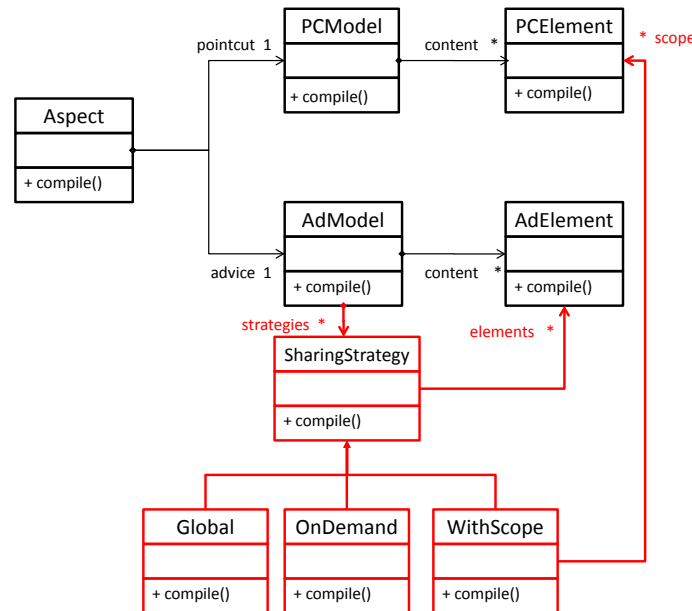 PCModel
+ compile()
PCElement
+ compile()
pointcut 1
content *
* scope
Aspect
+ compile()
AdModel
+ compile()
AdElement
+ compile()
advice 1
content *
strategies *
elements *
SharingStrategy
+ compile()
Global
+ compile()
OnDemand
+ compile()
WithScope
+ compile()